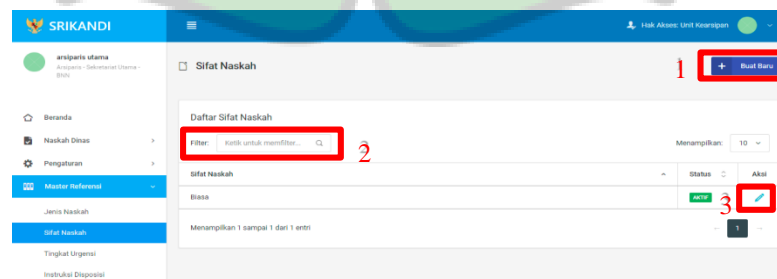 SRIKANDI
Hak Akses: Unit Kearsipan
arsiparis utama
Arsiparis - Sekretariat Utama -
BNN
Sifat Naskah
1
Buat Baru
Beranda
Naskah Dinas
Pengaturan
Master Referensi
Jenis Naskah
Sifat Naskah
Tingkat Urgensi
Instruksi Disposisi
Daftar Sifat Naskah
Filter: Ketik untuk memfilter...
2
Menampilkan: 10
Sifat Naskah Status Aksi
Biasa AKTIF
3
Menampilkan 1 sampai 1 dari 1 entri
← 1 →